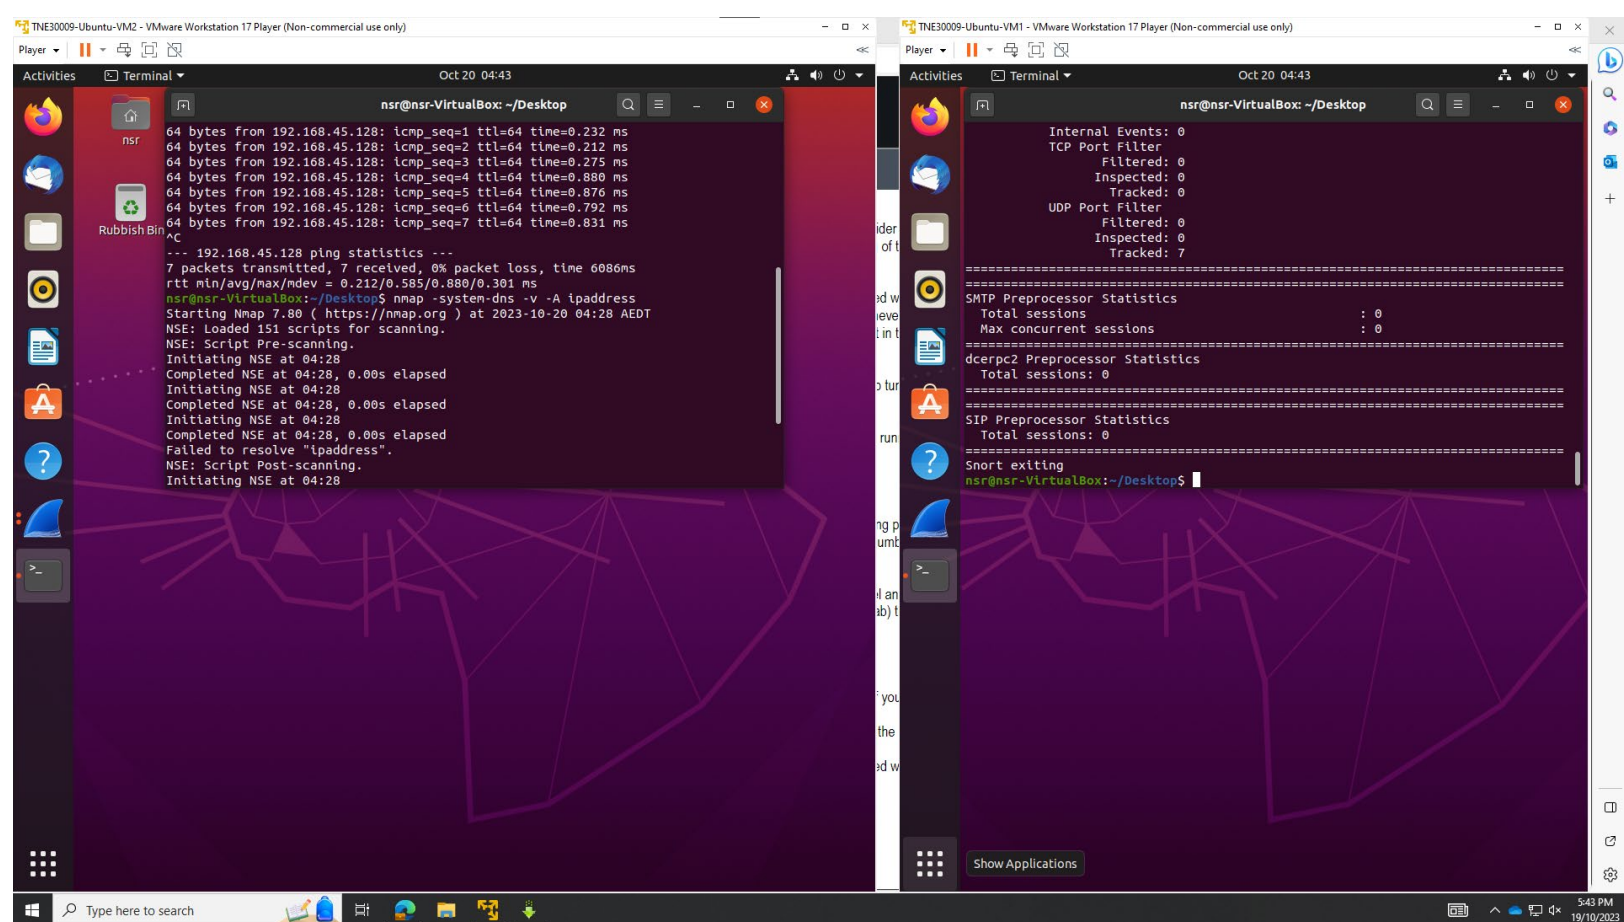 TNE30009-Ubuntu-VM2 - VMware Workstation 17 Player (Non-commercial use only)
Player
Activities
Terminal
Oct 20 04:43
nsr@nsr-VirtualBox: ~/Desktop
nsr
Rubbish Bin
64 bytes from 192.168.45.128: icmp_seq=1 ttl=64 time=0.232 ms
64 bytes from 192.168.45.128: icmp_seq=2 ttl=64 time=0.212 ms
64 bytes from 192.168.45.128: icmp_seq=3 ttl=64 time=0.275 ms
64 bytes from 192.168.45.128: icmp_seq=4 ttl=64 time=0.880 ms
64 bytes from 192.168.45.128: icmp_seq=5 ttl=64 time=0.876 ms
64 bytes from 192.168.45.128: icmp_seq=6 ttl=64 time=0.792 ms
64 bytes from 192.168.45.128: icmp_seq=7 ttl=64 time=0.831 ms
^C
--- 192.168.45.128 ping statistics ---
7 packets transmitted, 7 received, 0% packet loss, time 6086ms
rtt min/avg/max/mdev = 0.212/0.585/0.880/0.301 ms
nsr@nsr-VirtualBox:~/Desktop$ nmap -system-dns -v -A ipaddress
Starting Nmap 7.80 ( https://nmap.org ) at 2023-10-20 04:28 AEDT
NSE: Loaded 151 scripts for scanning.
NSE: Script Pre-scanning.
Initiating NSE at 04:28
Completed NSE at 04:28, 0.00s elapsed
Initiating NSE at 04:28
Completed NSE at 04:28, 0.00s elapsed
Initiating NSE at 04:28
Completed NSE at 04:28, 0.00s elapsed
Failed to resolve "ipaddress".
NSE: Script Post-scanning.
Initiating NSE at 04:28
ider
of t
ed w
t in t
run
umb
ab) t
you
the
ed w
TNE30009-Ubuntu-VM1 - VMware Workstation 17 Player (Non-commercial use only)
Player
Activities
Terminal
Oct 20 04:43
nsr@nsr-VirtualBox: ~/Desktop
Internal Events: 0
TCP Port Filter
Filtered: 0
Inspected: 0
Tracked: 0
UDP Port Filter
Filtered: 0
Inspected: 0
Tracked: 7
===============================================================================
===============================================================================
SMTP Preprocessor Statistics
Total sessions : 0
Max concurrent sessions : 0
===============================================================================
dcerpc2 Preprocessor Statistics
Total sessions: 0
===============================================================================
===============================================================================
SIP Preprocessor Statistics
Total sessions: 0
===============================================================================
Snort exiting
nsr@nsr-VirtualBox:~/Desktop$
Show Applications
Type here to search
5:43 PM
19/10/2023